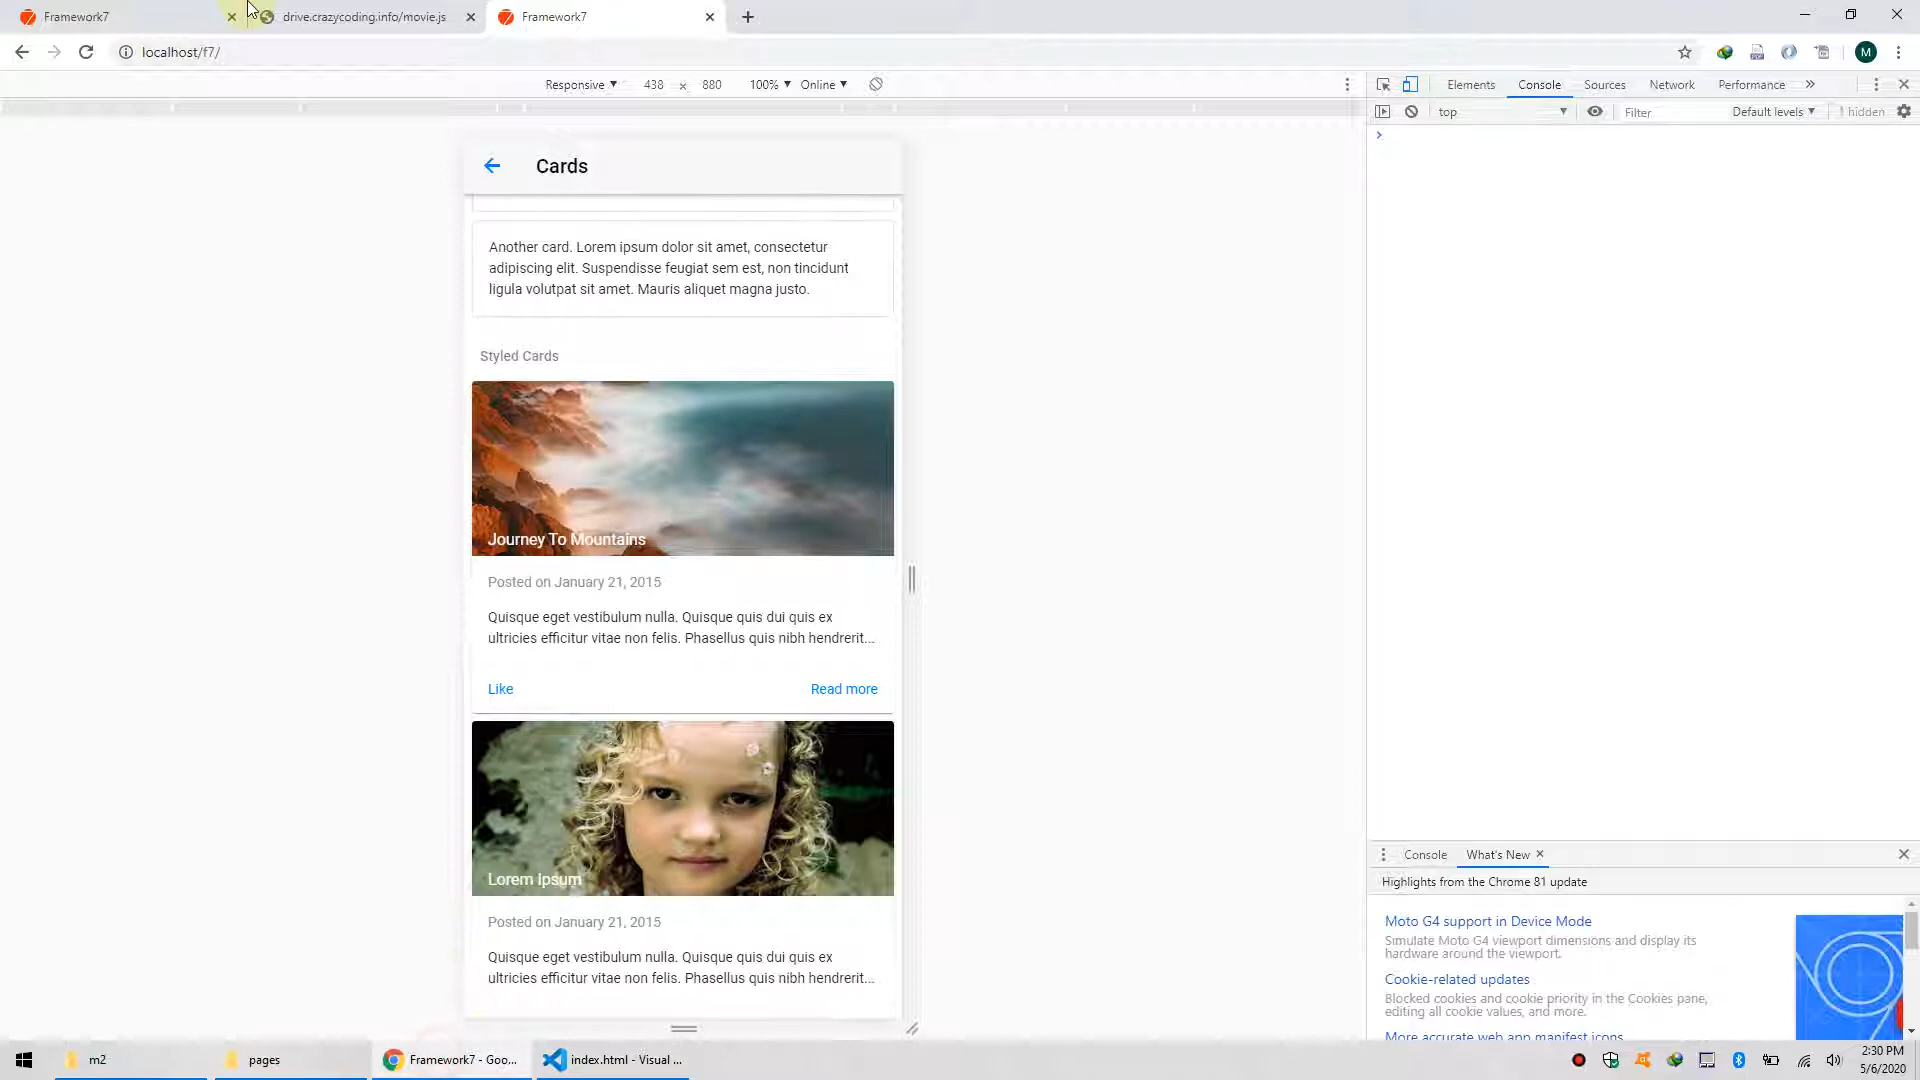 Framework7
drive.crazycoding.info/movie.js
Framework7
localhost/f7/
M
Responsive
438
x
880
100%
Online
Elements
Console
Sources
Network
Performance
top
Filter
Default levels
1 hidden
Cards
Another card. Lorem ipsum dolor sit amet, consectetur
adipiscing elit. Suspendisse feugiat sem est, non tincidunt
ligula volutpat sit amet. Mauris aliquet magna justo.
Styled Cards
Journey To Mountains
Posted on January 21, 2015
Quisque eget vestibulum nulla. Quisque quis dui quis ex
ultricies efficitur vitae non felis. Phasellus quis nibh hendrerit...
Like
Read more
Lorem Ipsum
Posted on January 21, 2015
Quisque eget vestibulum nulla. Quisque quis dui quis ex
ultricies efficitur vitae non felis. Phasellus quis nibh hendrerit...
Console
What's New
Highlights from the Chrome 81 update
Moto G4 support in Device Mode
Simulate Moto G4 viewport dimensions and display its
hardware around the viewport.
Cookie-related updates
Blocked cookies and cookie priority in the Cookies pane,
editing all cookie values, and more.
More accurate web app manifest icons
m2
pages
Framework7 - Goo...
index.html - Visual ...
2:30 PM
5/6/2020